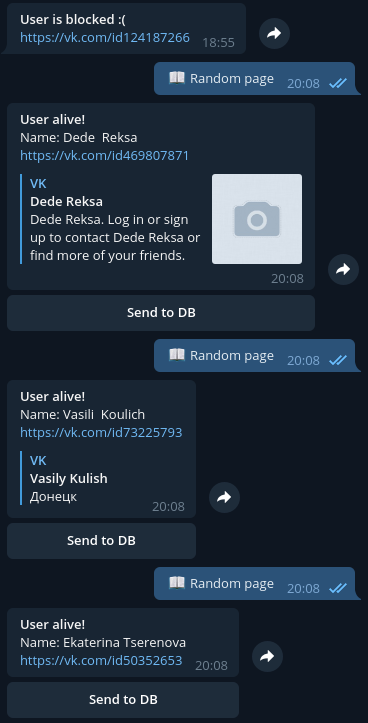 User is blocked :(
https://vk.com/id124187266 18:55
📖 Random page 20:08
User alive!
Name: Dede  Reksa
https://vk.com/id469807871
VK
Dede Reksa
Dede Reksa. Log in or sign
up to contact Dede Reksa or
find more of your friends.
20:08
Send to DB
📖 Random page 20:08
User alive!
Name: Vasili  Koulich
https://vk.com/id73225793
VK
Vasily Kulish
Донецк
20:08
Send to DB
📖 Random page 20:08
User alive!
Name: Ekaterina Tserenova
https://vk.com/id50352653 20:08
Send to DB